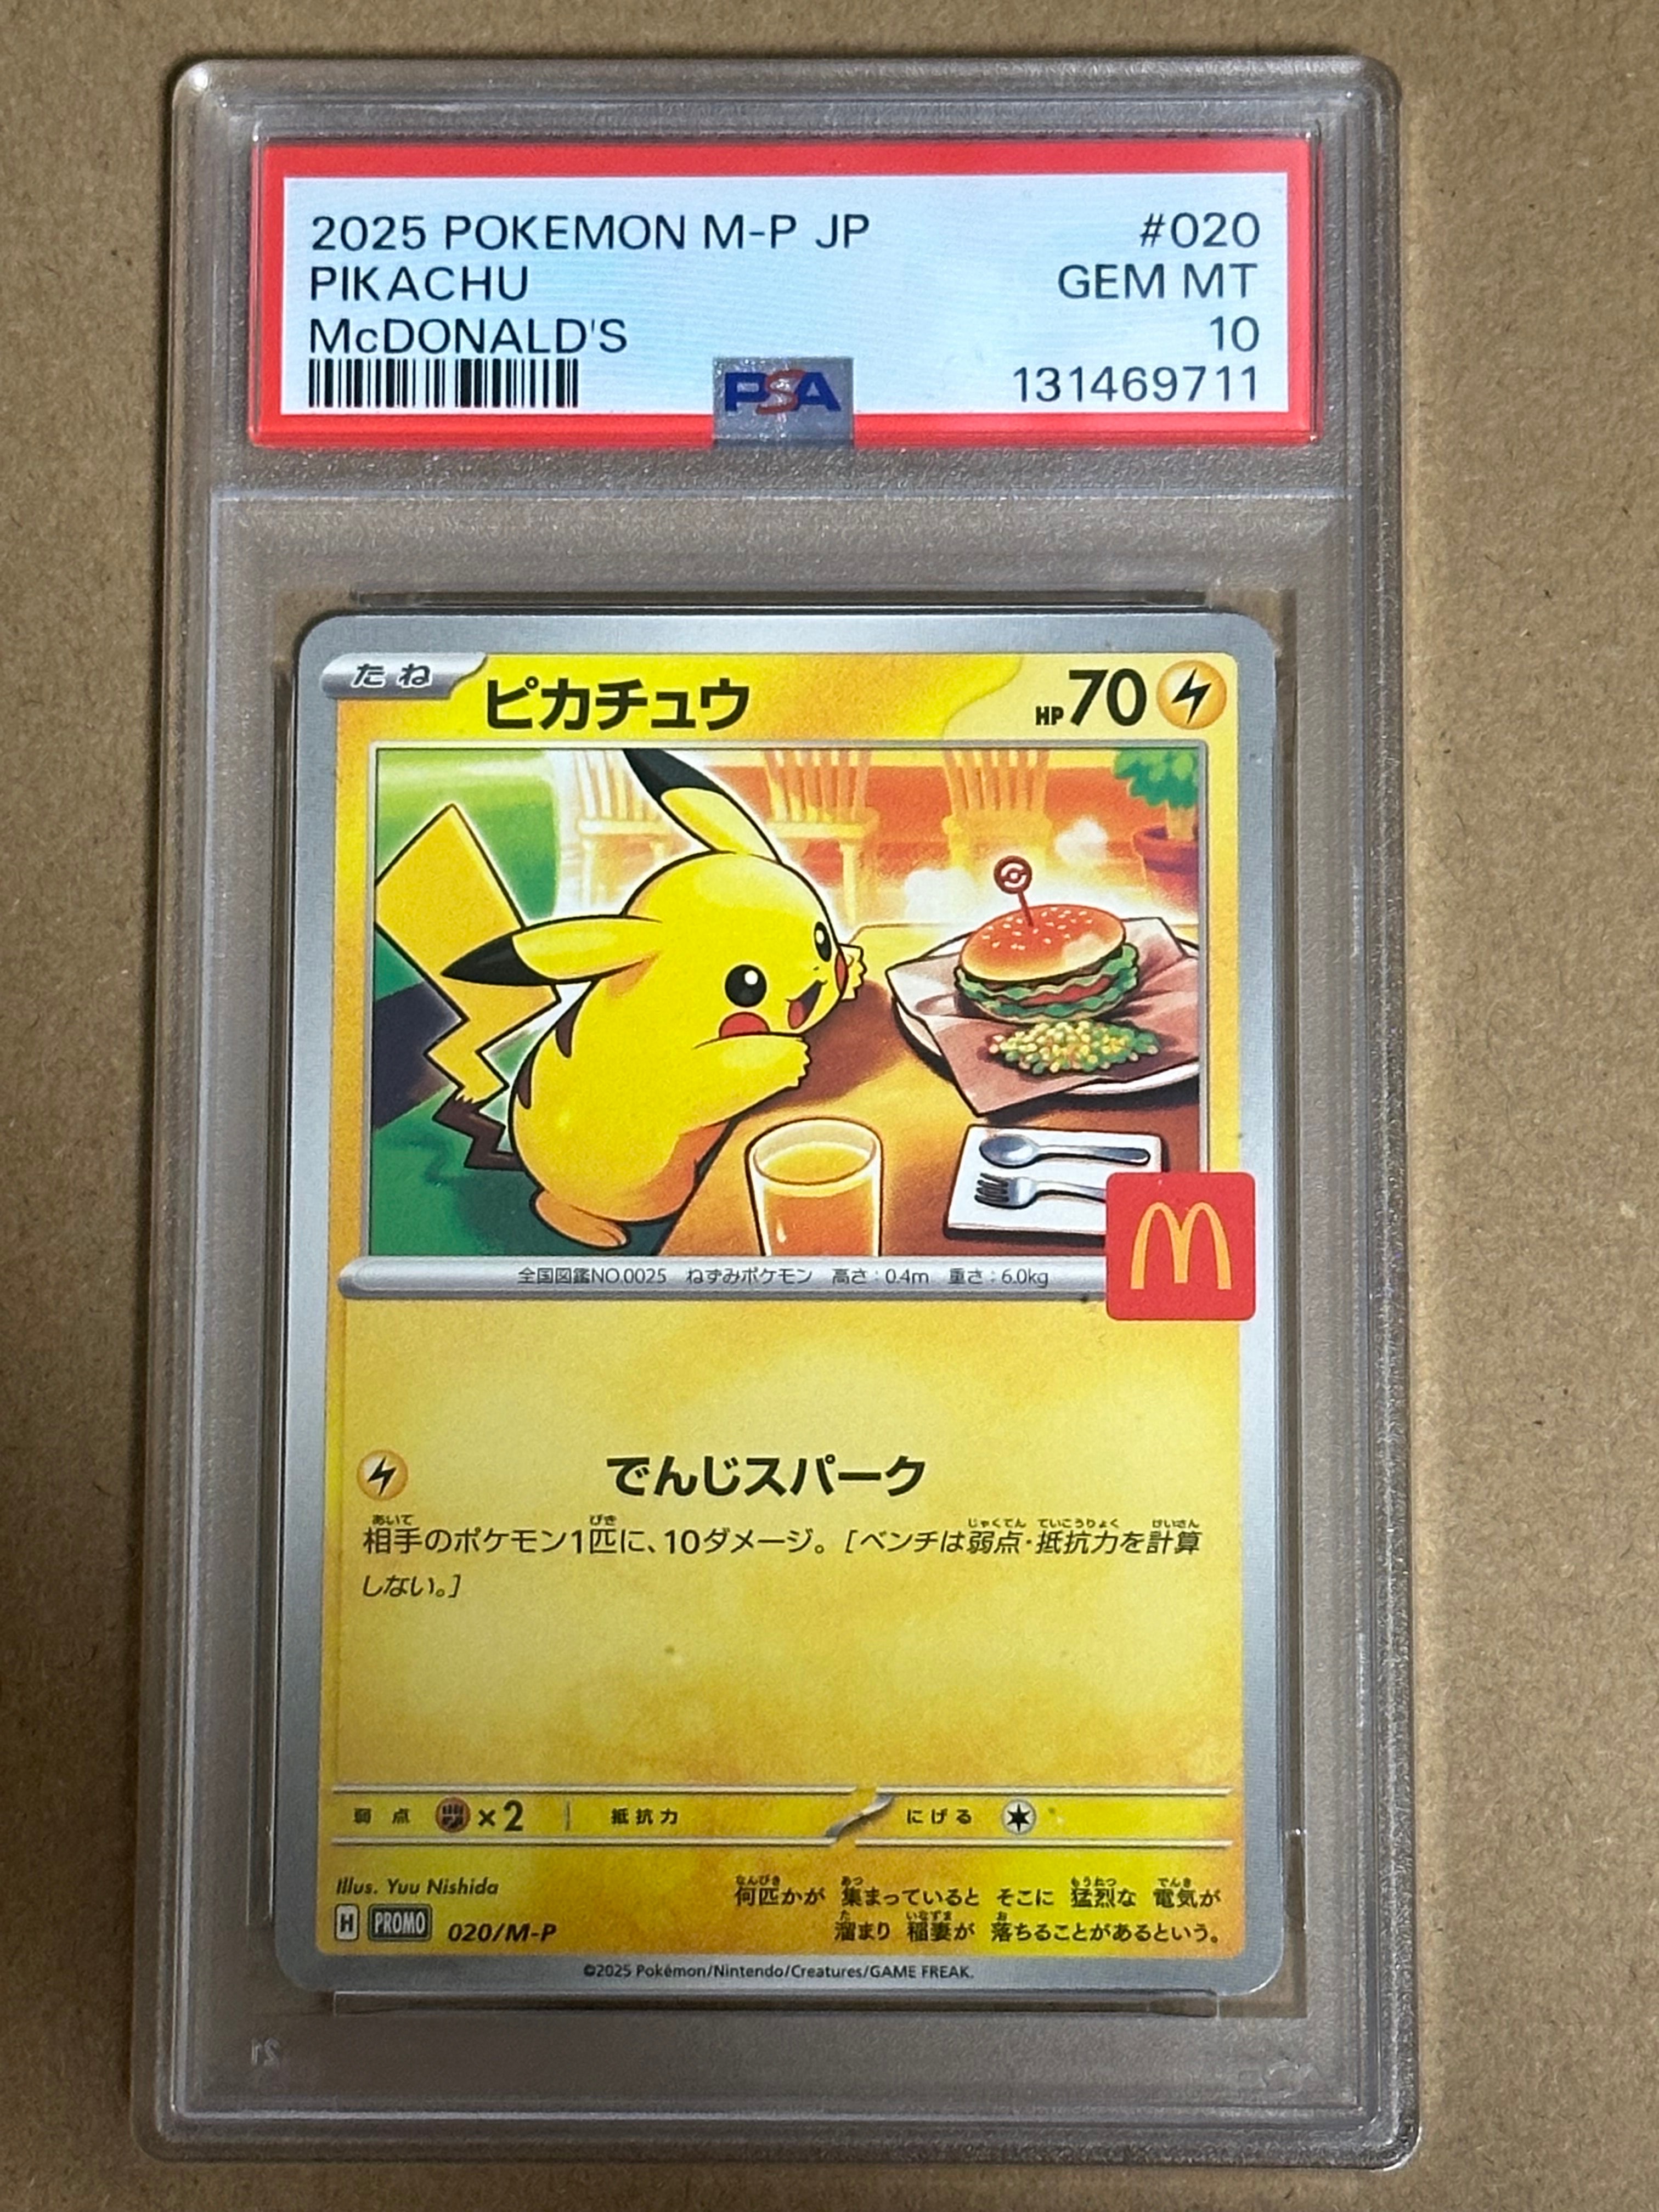 2025 POKEMON M-P JP #020
PIKACHU GEM MT
McDONALD'S 10
PSA 131469711
たね ピカチュウ HP70
全国図鑑NO.0025 ねずみポケモン 高さ:0.4m 重さ:6.0kg
でんじスパーク
相手のポケモン1匹に、10ダメージ。[ベンチは弱点・抵抗力を計算
しない。]
弱点 ×2 抵抗力 にげる
Illus. Yuu Nishida
何匹かが 集まっていると そこに 猛烈な 電気が
溜まり 稲妻が 落ちることがあるという。
H PROMO 020/M-P
©2025 Pokémon/Nintendo/Creatures/GAME FREAK.